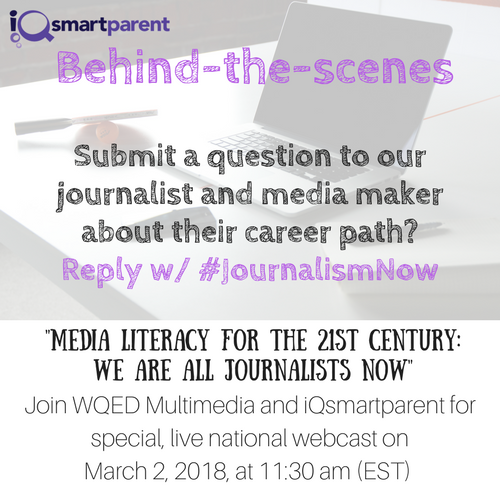 iQsmartparent
Behind-the-scenes
Submit a question to our
journalist and media maker
about their career path?
Reply w/ #JournalismNow
"MEDIA LITERACY FOR THE 21ST CENTURY:
WE ARE ALL JOURNALISTS NOW"
Join WQED Multimedia and iQsmartparent for
special, live national webcast on
March 2, 2018, at 11:30 am (EST)